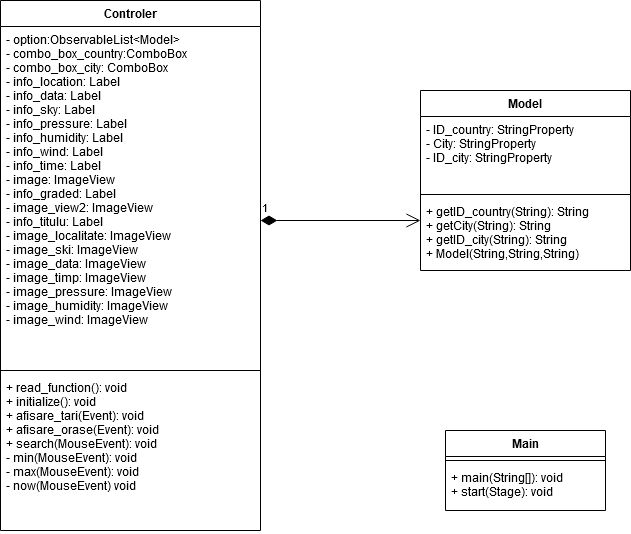 Controler
- option:ObservableList<Model>
- combo_box_country:ComboBox
- combo_box_city: ComboBox
- info_location: Label
- info_data: Label
- info_sky: Label
- info_pressure: Label
- info_humidity: Label
- info_wind: Label
- info_time: Label
- image: ImageView
- info_graded: Label
- image_view2: ImageView
- info_titulu: Label
- image_localitate: ImageView
- image_ski: ImageView
- image_data: ImageView
- image_timp: ImageView
- image_pressure: ImageView
- image_humidity: ImageView
- image_wind: ImageView
+ read_function(): void
+ initialize(): void
+ afisare_tari(Event): void
+ afisare_orase(Event): void
+ search(MouseEvent): void
- min(MouseEvent): void
- max(MouseEvent): void
- now(MouseEvent) void
1
Model
- ID_country: StringProperty
- City: StringProperty
- ID_city: StringProperty
+ getID_country(String): String
+ getCity(String): String
+ getID_city(String): String
+ Model(String,String,String)
Main
+ main(String[]): void
+ start(Stage): void